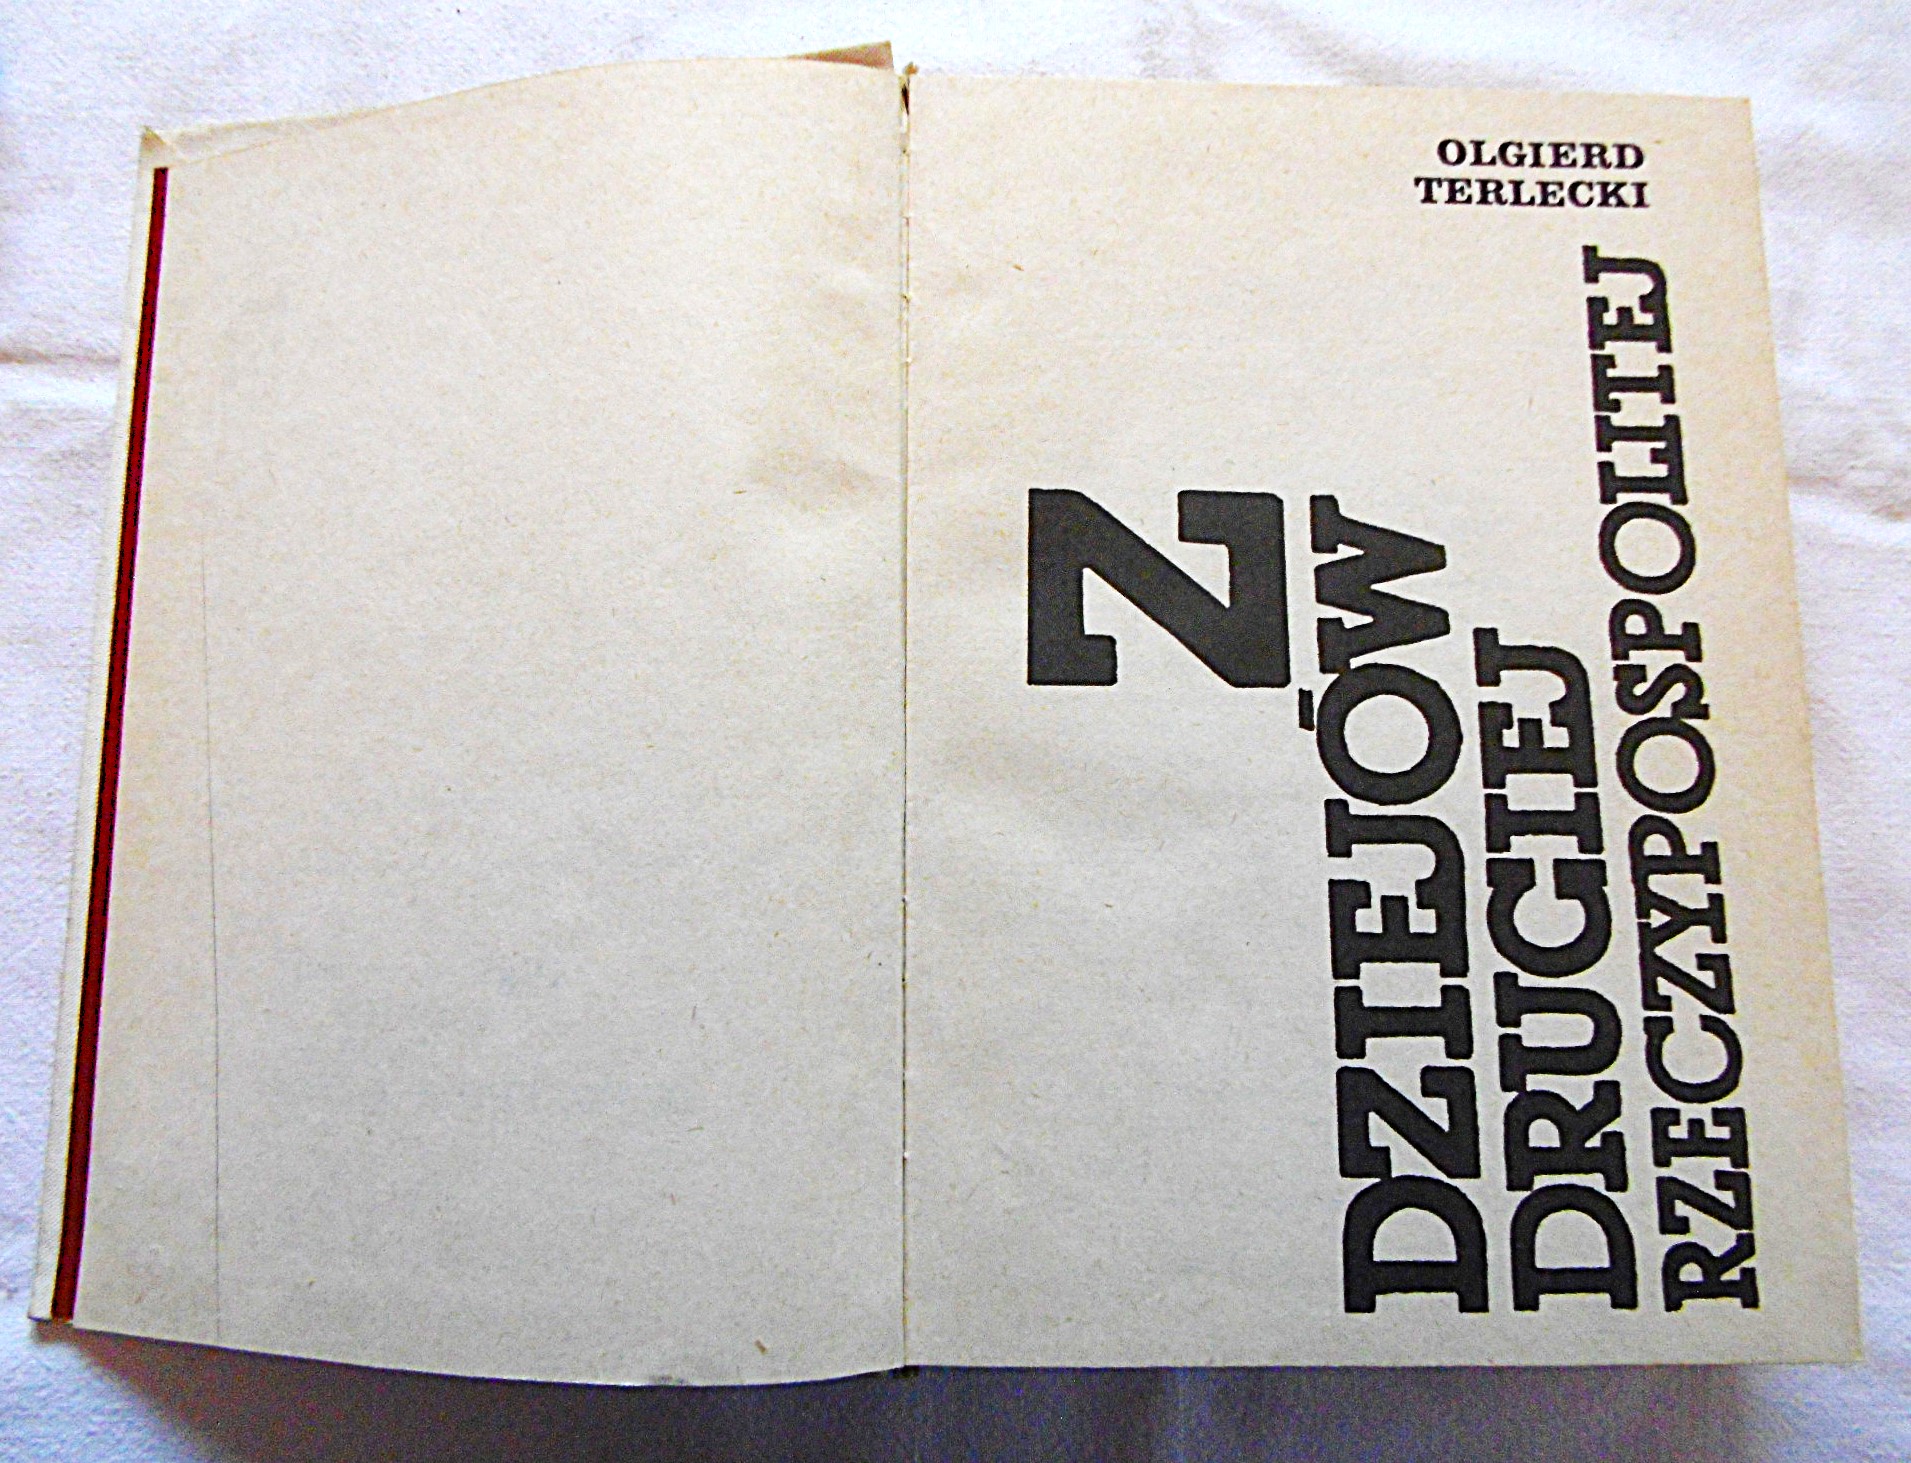 OLGIERD
TERLECKI
Z
DZIEJÓW
DRUGIEJ
RZECZYPOSPOLITEJ